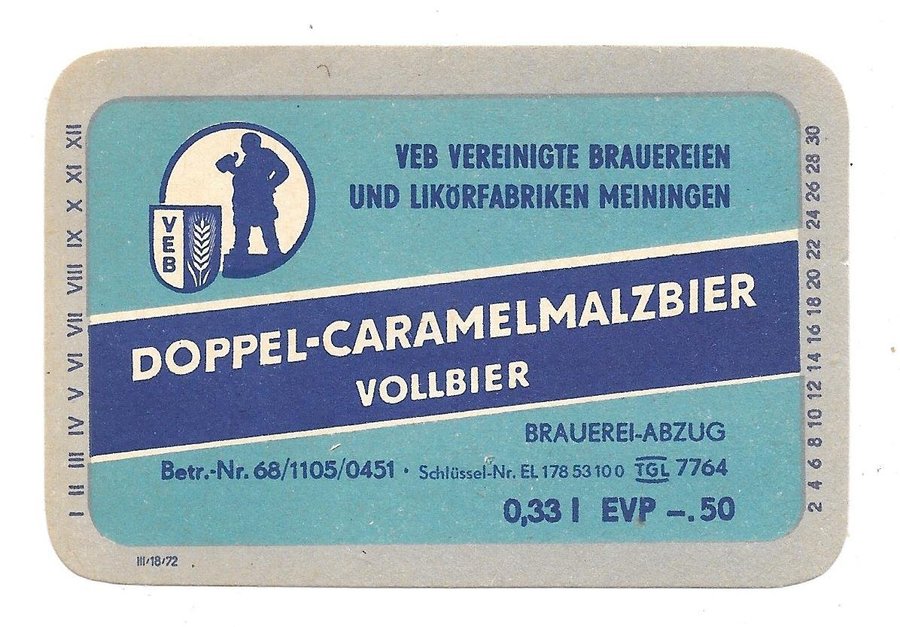 VEB VEREINIGTE BRAUEREIEN
UND LIKÖRFABRIKEN MEININGEN
VEB
DOPPEL-CARAMELMALZBIER
VOLLBIER
BRAUEREI-ABZUG
Betr.-Nr. 68/1105/0451 · Schlüssel-Nr. EL 178 53 10 0 TGL 7764
0,33 l EVP –.50
I II III IV V VI VII VIII IX X XI XII
2 4 6 8 10 12 14 16 18 20 22 24 26 28 30
III/18/72